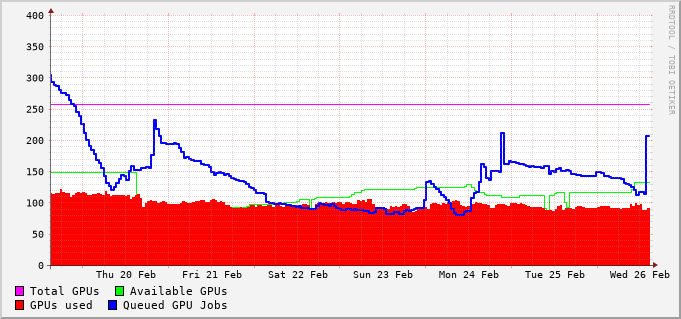 400
350
300
250
200
150
100
50
0
Thu 20 Feb Fri 21 Feb Sat 22 Feb Sun 23 Feb Mon 24 Feb Tue 25 Feb Wed 26 Feb
Total GPUs Available GPUs
GPUs used Queued GPU Jobs
RRDTOOL / TOBI OETIKER